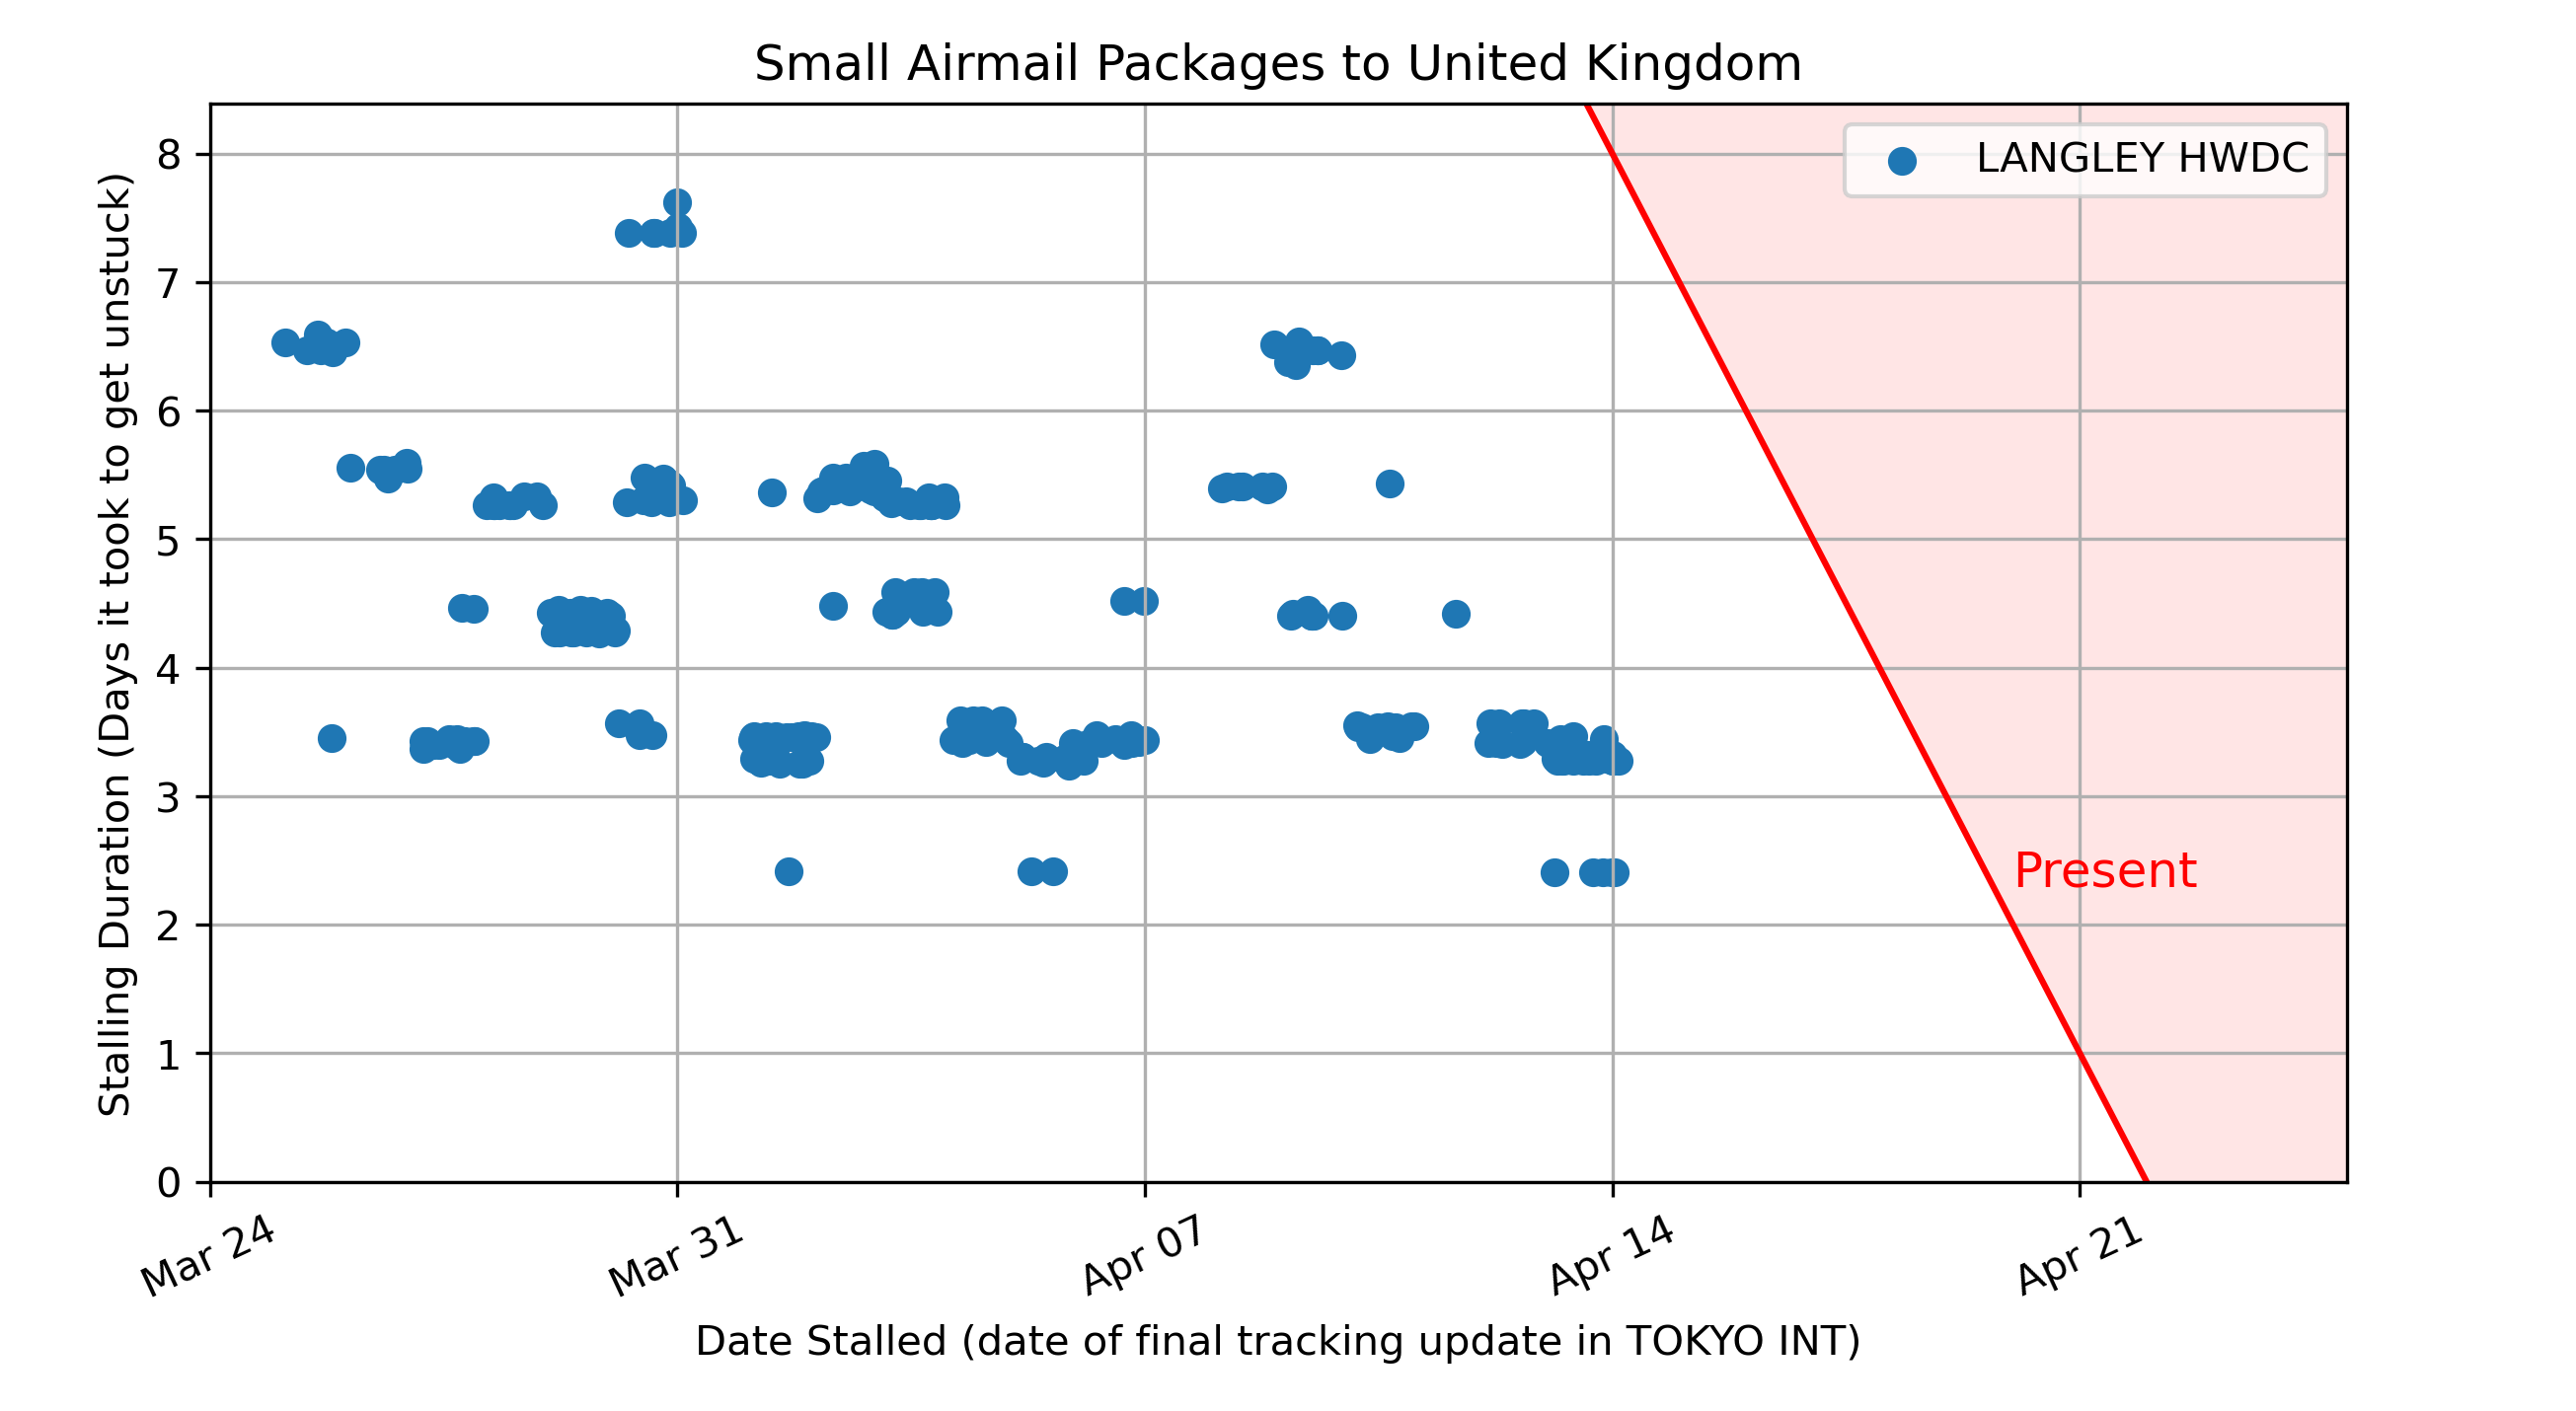 Small Airmail Packages to United Kingdom
LANGLEY HWDC
Present
Stalling Duration (Days it took to get unstuck)
8
7
6
5
4
3
2
1
0
Mar 24
Mar 31
Apr 07
Apr 14
Apr 21
Date Stalled (date of final tracking update in TOKYO INT)